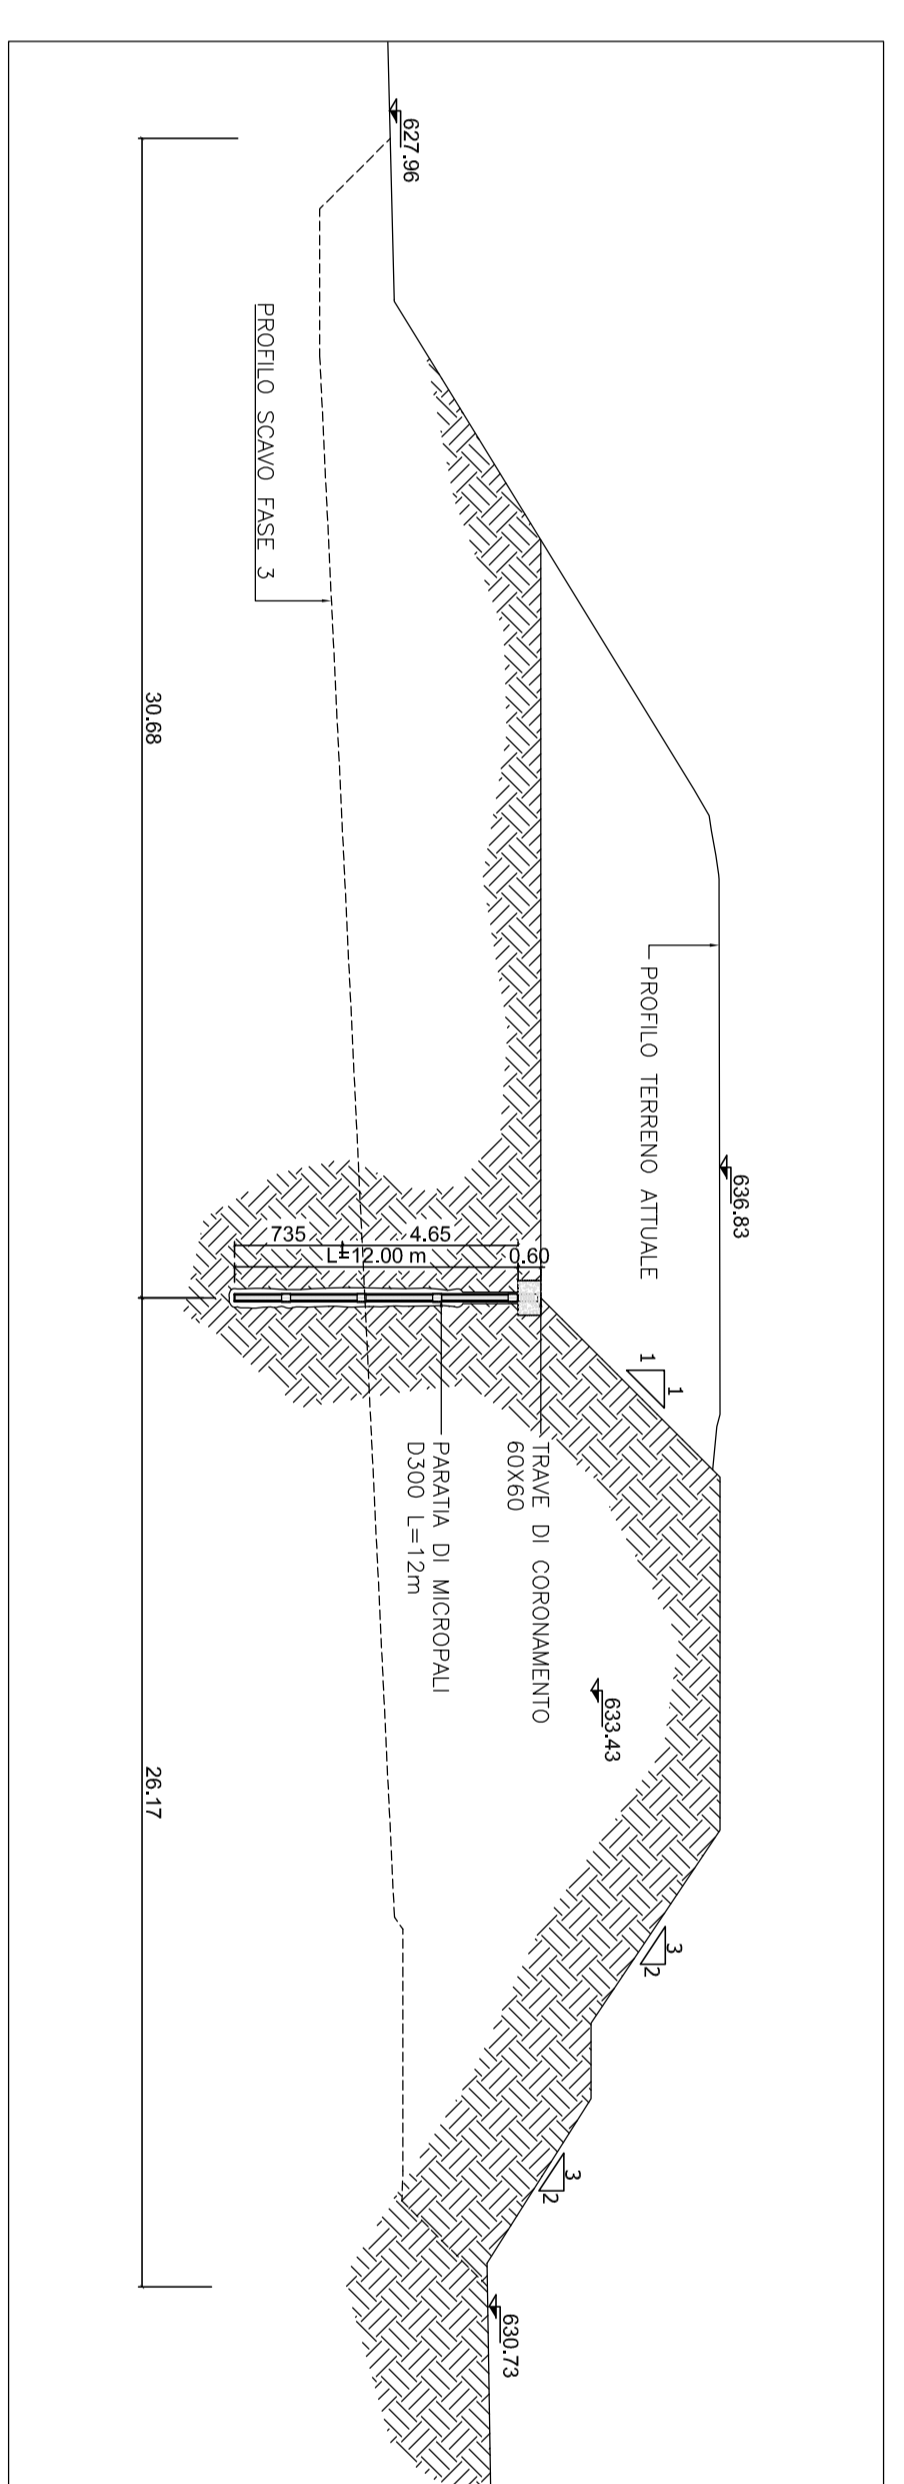 627.96
636.83
PROFILO TERRENO ATTUALE
PROFILO SCAVO FASE 3
1
1
633.43
3
2
3
2
630.73
0.60
4.65
735
L=12.00 m
TRAVE DI CORONAMENTO
60X60
PARATIA DI MICROPALI
D300 L=12m
30.68
26.17